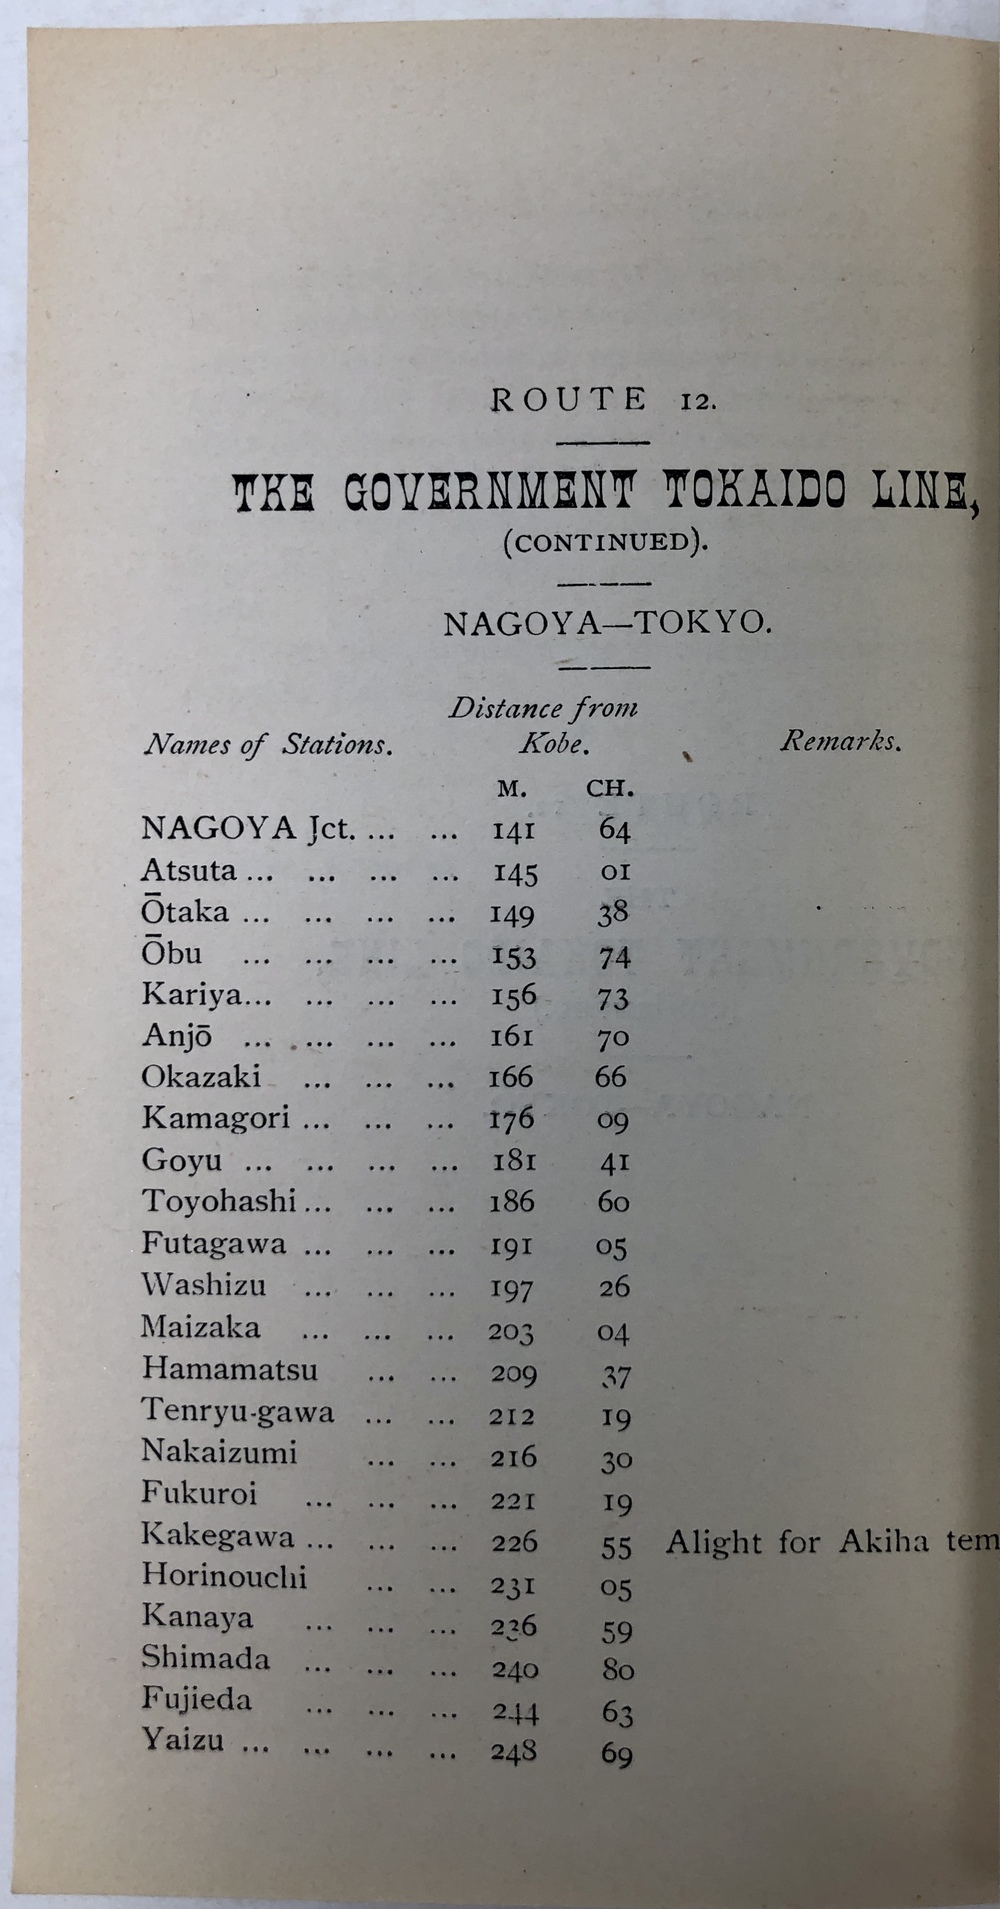 ROUTE 12.
THE GOVERNMENT TOKAIDO LINE,
(CONTINUED).
NAGOYA—TOKYO.
Names of Stations. Distance from Kobe. Remarks.
M. CH.
NAGOYA Jct. ... ... 141 64
Atsuta ... ... ... ... 145 01
Ōtaka ... ... ... ... 149 38
Ōbu ... ... ... ... 153 74
Kariya... ... ... ... 156 73
Anjō ... ... ... ... 161 70
Okazaki ... ... ... 166 66
Kamagori ... ... ... 176 09
Goyu ... ... ... ... 181 41
Toyohashi ... ... ... 186 60
Futagawa ... ... ... 191 05
Washizu ... ... ... 197 26
Maizaka ... ... ... 203 04
Hamamatsu ... ... 209 37
Tenryu-gawa ... ... 212 19
Nakaizumi ... ... 216 30
Fukuroi ... ... ... 221 19
Kakegawa ... ... ... 226 55 Alight for Akiha tem
Horinouchi ... ... 231 05
Kanaya ... ... ... 236 59
Shimada ... ... ... 240 80
Fujieda ... ... ... 244 63
Yaizu ... ... ... ... 248 69